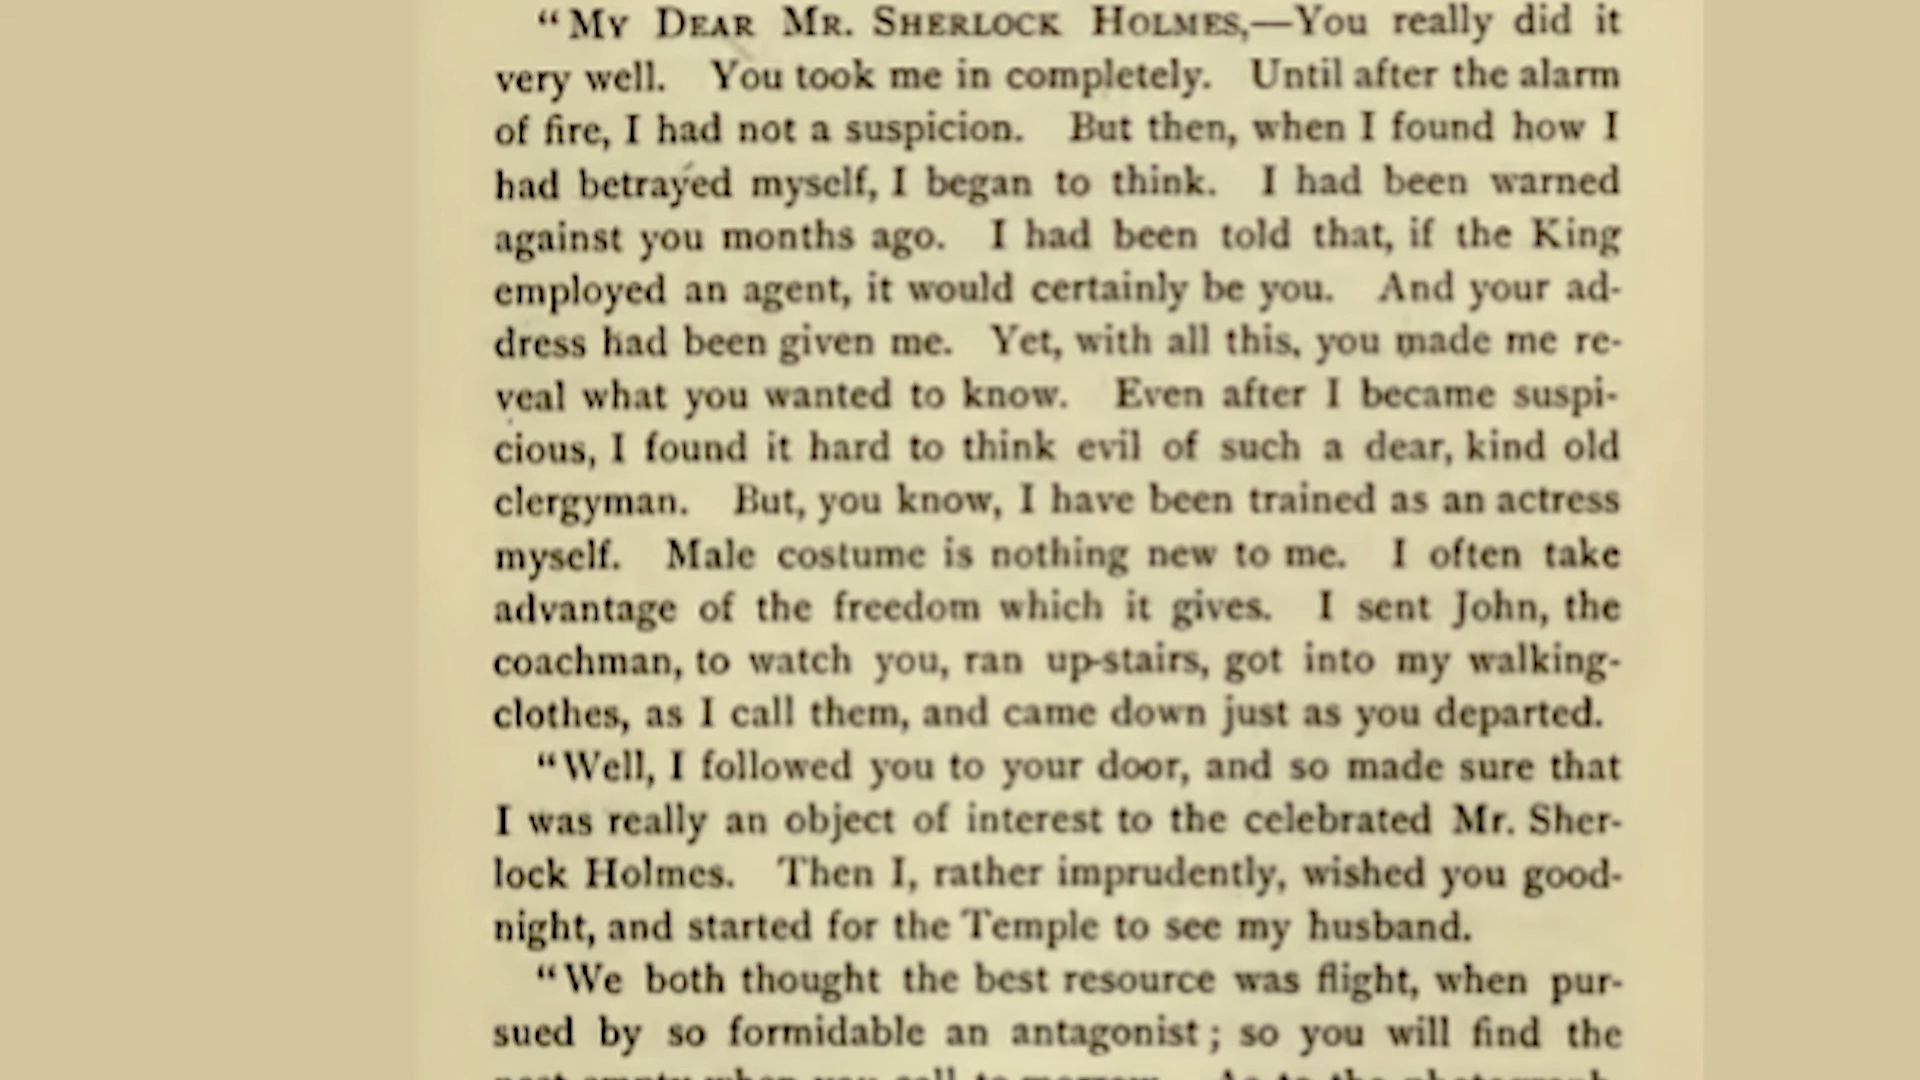 “MY DEAR MR. SHERLOCK HOLMES,—You really did it
very well. You took me in completely. Until after the alarm
of fire, I had not a suspicion. But then, when I found how I
had betrayed myself, I began to think. I had been warned
against you months ago. I had been told that, if the King
employed an agent, it would certainly be you. And your ad-
dress had been given me. Yet, with all this, you made me re-
veal what you wanted to know. Even after I became suspi-
cious, I found it hard to think evil of such a dear, kind old
clergyman. But, you know, I have been trained as an actress
myself. Male costume is nothing new to me. I often take
advantage of the freedom which it gives. I sent John, the
coachman, to watch you, ran up-stairs, got into my walking-
clothes, as I call them, and came down just as you departed.
“Well, I followed you to your door, and so made sure that
I was really an object of interest to the celebrated Mr. Sher-
lock Holmes. Then I, rather imprudently, wished you good-
night, and started for the Temple to see my husband.
“We both thought the best resource was flight, when pur-
sued by so formidable an antagonist; so you will find the